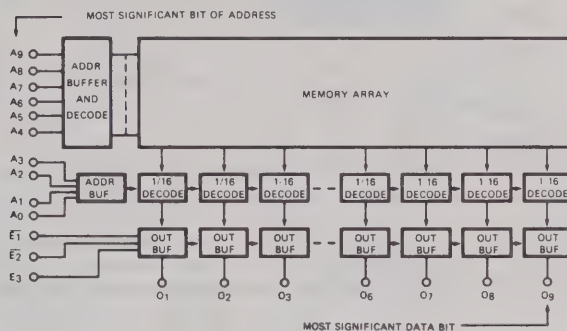 MOST SIGNIFICANT BIT OF ADDRESS
A9
A8
A7
A6
A5
A4
ADDR
BUFFER
AND
DECODE
MEMORY ARRAY
A3
A2
A1
A0
ADDR
BUF
1/16
DECODE
1/16
DECODE
1·16
DECODE
1/16
DECODE
1·16
DECODE
1·16
DECODE
1·16
DECODE
E1
E2
E3
OUT
BUF
OUT
BUF
OUT
BUF
OUT
BUF
OUT
BUF
OUT
BUF
OUT
BUF
O1
O2
O3
O6
O7
O8
O9
MOST SIGNIFICANT DATA BIT